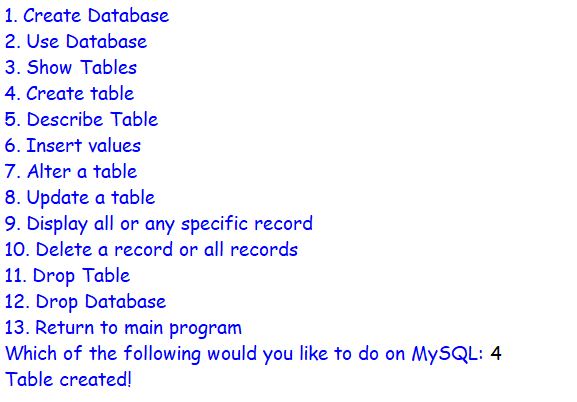 1. Create Database
2. Use Database
3. Show Tables
4. Create table
5. Describe Table
6. Insert values
7. Alter a table
8. Update a table
9. Display all or any specific record
10. Delete a record or all records
11. Drop Table
12. Drop Database
13. Return to main program
Which of the following would you like to do on MySQL: 4
Table created!